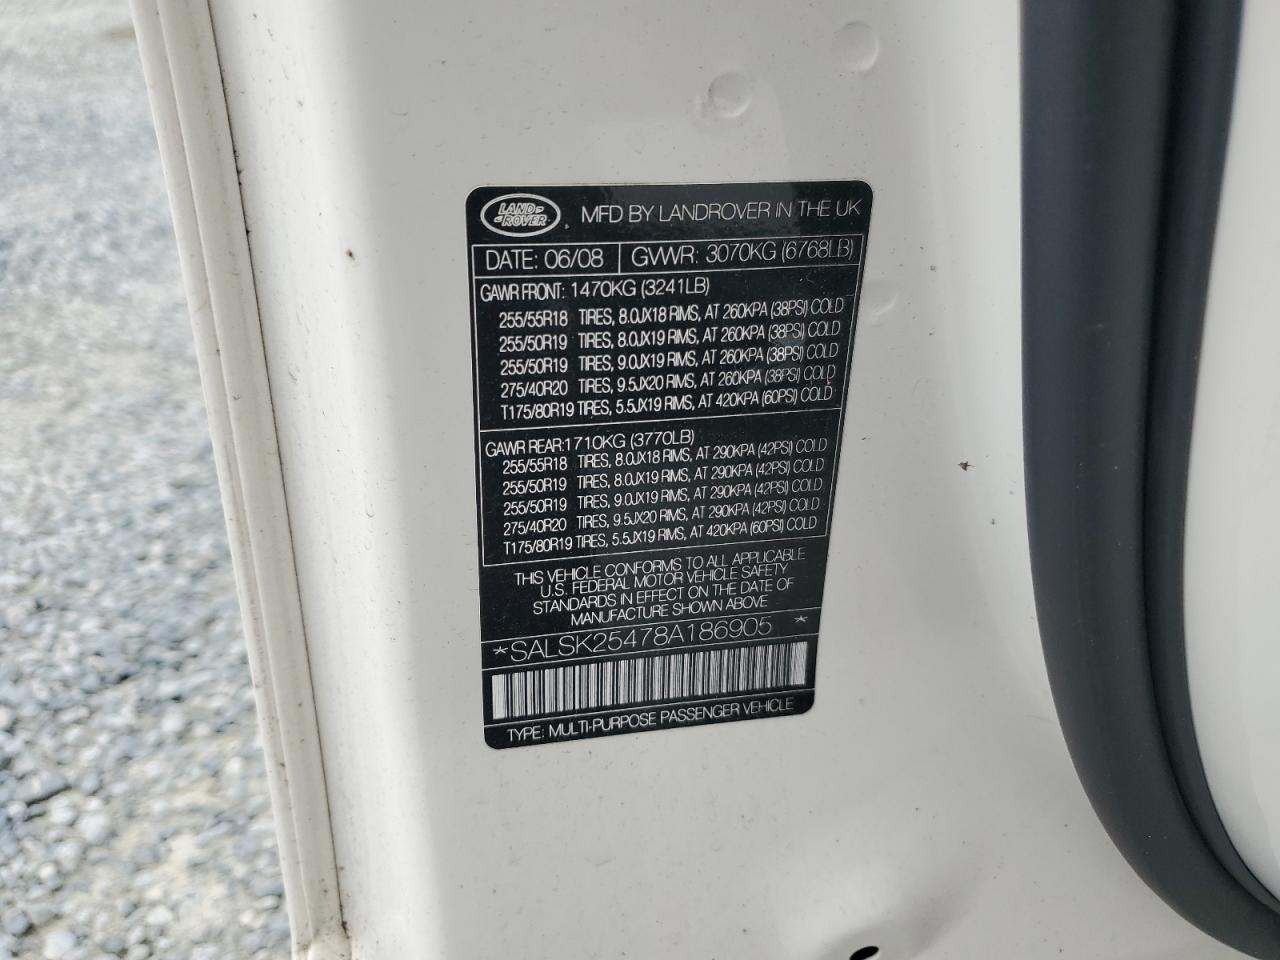 LAND ROVER
MFD BY LANDROVER IN THE UK
DATE: 06/08 GVWR: 3070KG (6768LB)
GAWR FRONT: 1470KG (3241LB)
255/55R18 TIRES, 8.0JX18 RIMS, AT 260KPA (38PSI) COLD
255/50R19 TIRES, 8.0JX19 RIMS, AT 260KPA (38PSI) COLD
255/50R19 TIRES, 9.0JX19 RIMS, AT 260KPA (38PSI) COLD
275/40R20 TIRES, 9.5JX20 RIMS, AT 260KPA (38PSI) COLD
T175/80R19 TIRES, 5.5JX19 RIMS, AT 420KPA (60PSI) COLD
GAWR REAR: 1710KG (3770LB)
255/55R18 TIRES, 8.0JX18 RIMS, AT 290KPA (42PSI) COLD
255/50R19 TIRES, 8.0JX19 RIMS, AT 290KPA (42PSI) COLD
255/50R19 TIRES, 9.0JX19 RIMS, AT 290KPA (42PSI) COLD
275/40R20 TIRES, 9.5JX20 RIMS, AT 290KPA (42PSI) COLD
T175/80R19 TIRES, 5.5JX19 RIMS, AT 420KPA (60PSI) COLD
THIS VEHICLE CONFORMS TO ALL APPLICABLE
U.S. FEDERAL MOTOR VEHICLE SAFETY
STANDARDS IN EFFECT ON THE DATE OF
MANUFACTURE SHOWN ABOVE
*SALSK25478A186905 *
TYPE: MULTI-PURPOSE PASSENGER VEHICLE